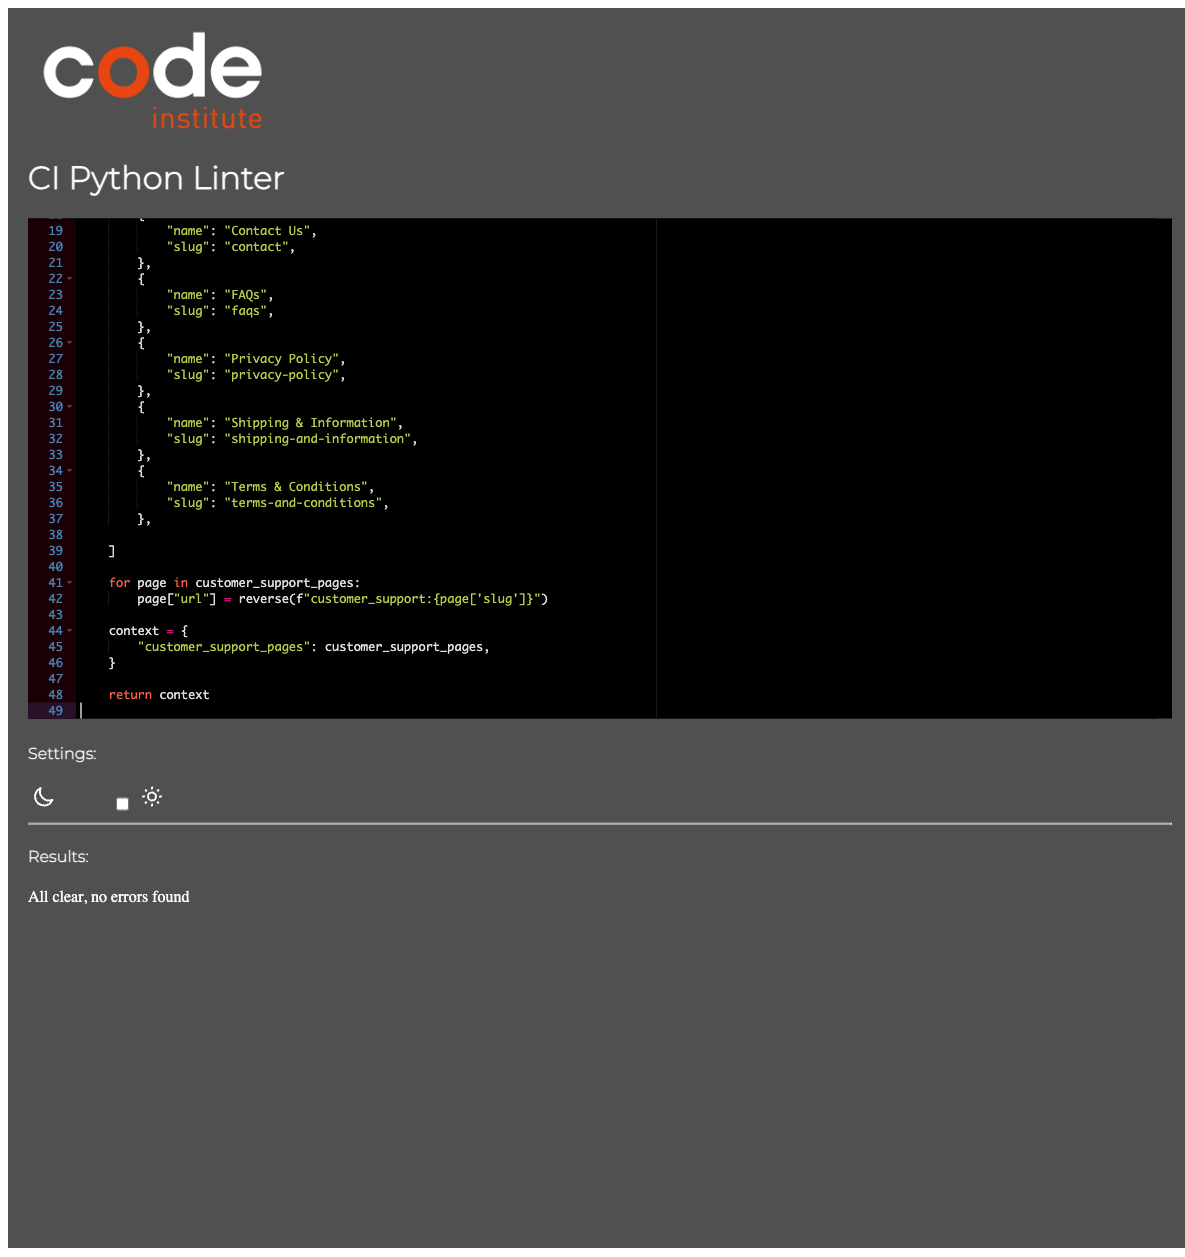 code
institute
CI Python Linter
19 "name": "Contact Us",
20 "slug": "contact",
21 },
22 {
23 "name": "FAQs",
24 "slug": "faqs",
25 },
26 {
27 "name": "Privacy Policy",
28 "slug": "privacy-policy",
29 },
30 {
31 "name": "Shipping & Information",
32 "slug": "shipping-and-information",
33 },
34 {
35 "name": "Terms & Conditions",
36 "slug": "terms-and-conditions",
37 },
38
39 ]
40
41 for page in customer_support_pages:
42 page["url"] = reverse(f"customer_support:{page['slug']}")
43
44 context = {
45 "customer_support_pages": customer_support_pages,
46 }
47
48 return context
49
Settings:
Results:
All clear, no errors found